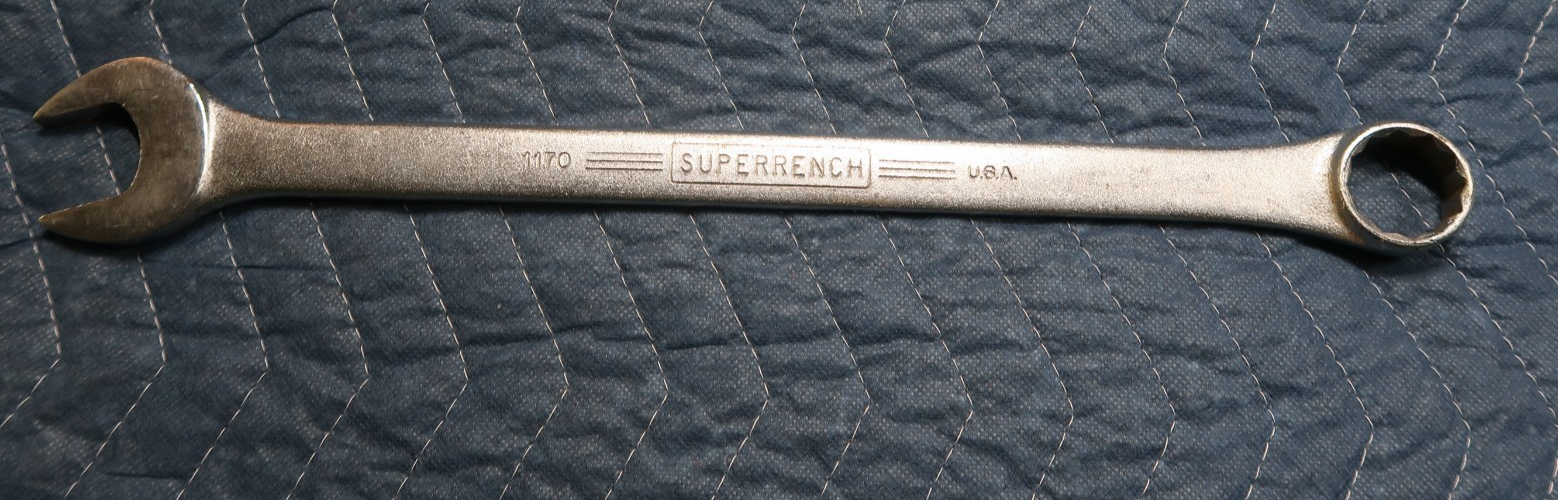 1170 SUPERRENCH U.S.A.